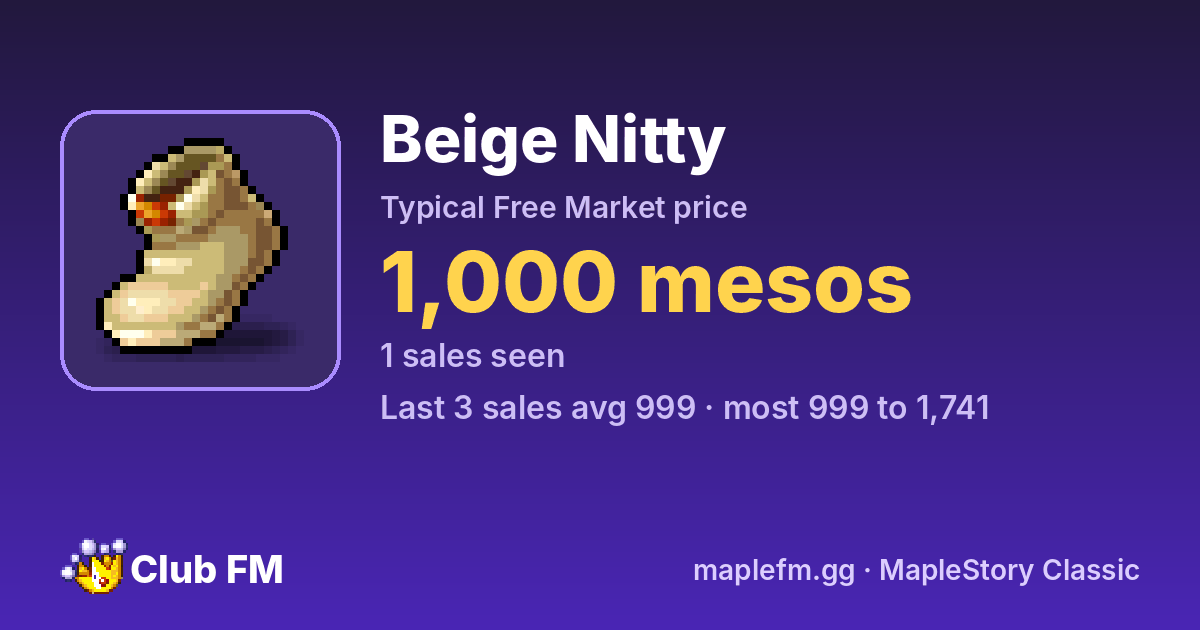 Beige Nitty
Typical Free Market price
1,000 mesos
1 sales seen
Last 3 sales avg 999 · most 999 to 1,741
Club FM
maplefm.gg · MapleStory Classic